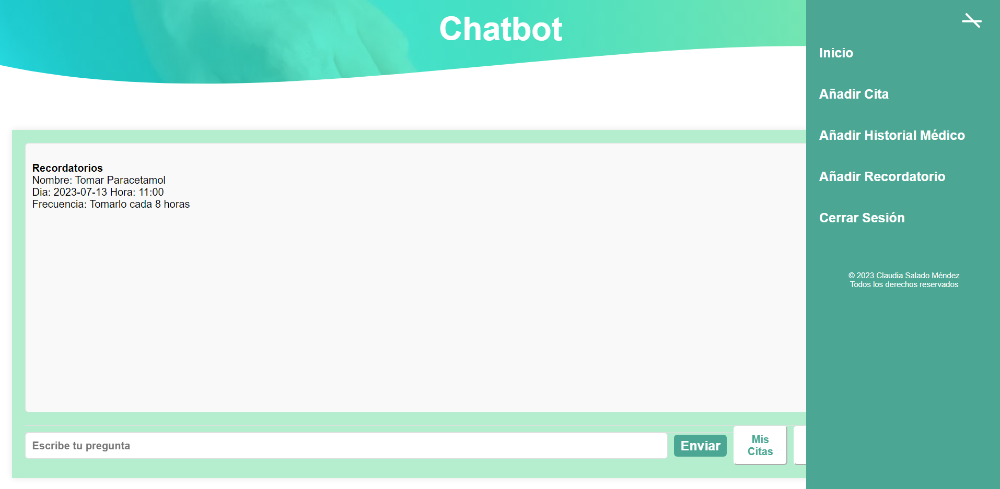 Chatbot
Inicio
Añadir Cita
Añadir Historial Médico
Añadir Recordatorio
Cerrar Sesión
© 2023 Claudia Salado Méndez
Todos los derechos reservados
Recordatorios
Nombre: Tomar Paracetamol
Dia: 2023-07-13 Hora: 11:00
Frecuencia: Tomarlo cada 8 horas
Escribe tu pregunta
Enviar
Mis
Citas